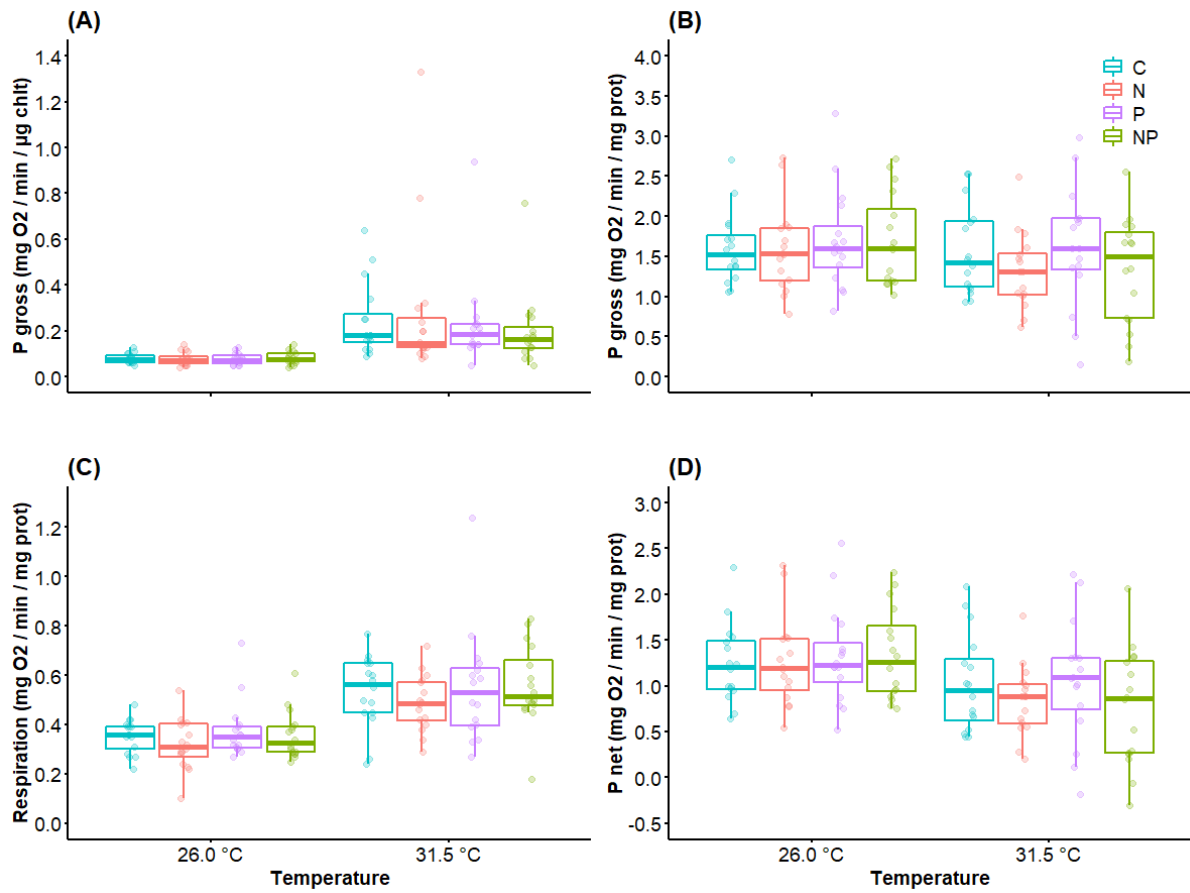 (A)
P gross (mg O2 / min / µg chlt)
1.4
1.2
1.0
0.8
0.6
0.4
0.2
0.0
(B)
P gross (mg O2 / min / mg prot)
4.0
3.5
3.0
2.5
2.0
1.5
1.0
0.5
0.0
C
N
P
NP
(C)
Respiration (mg O2 / min / mg prot)
1.2
1.0
0.8
0.6
0.4
0.2
0.0
26.0 °C
31.5 °C
Temperature
(D)
P net (mg O2 / min / mg prot)
3.0
2.5
2.0
1.5
1.0
0.5
0.0
-0.5
26.0 °C
31.5 °C
Temperature